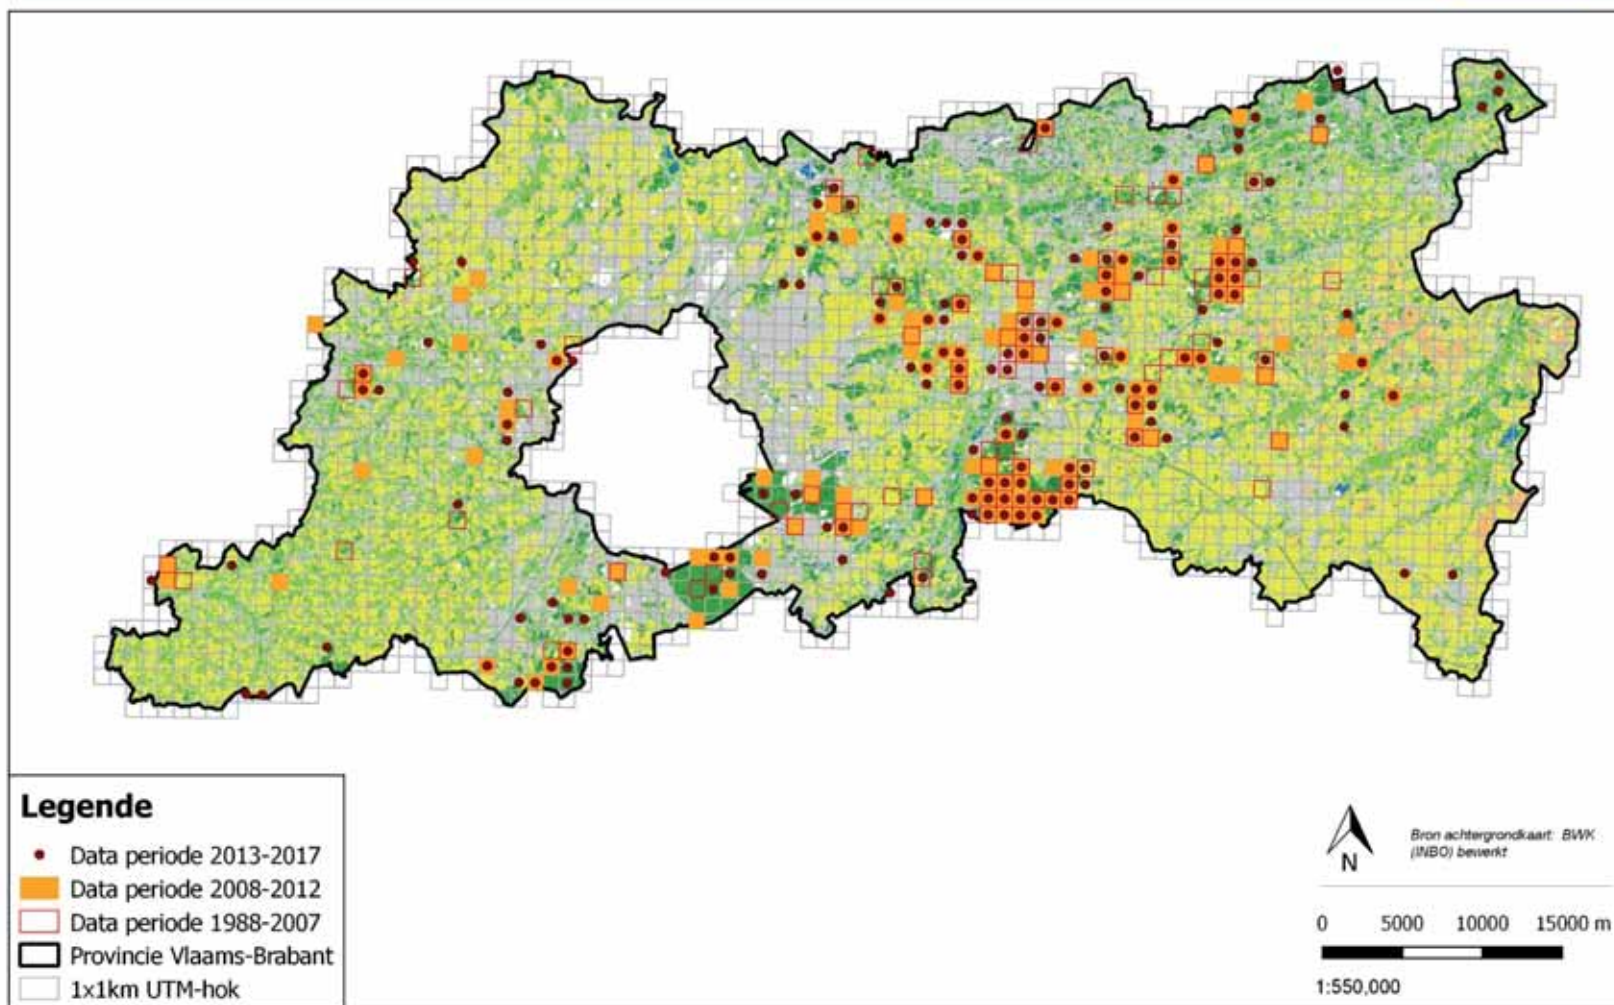 Legende
Data periode 2013-2017
Data periode 2008-2012
Data periode 1988-2007
Provincie Vlaams-Brabant
1x1km UTM-hok
N
Bron achtergrondkaart: BWK
(INBO) bewerkt
0 5000 10000 15000 m
1:550,000